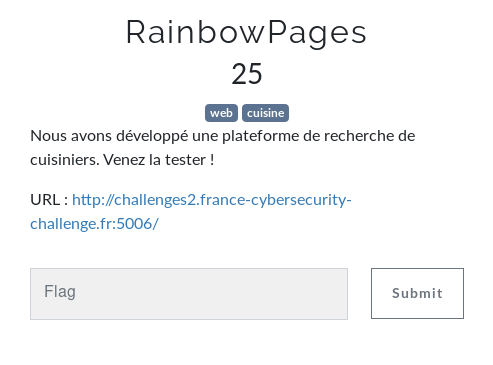 RainbowPages
25
web cuisine
Nous avons développé une plateforme de recherche de
cuisiniers. Venez la tester !
URL : http://challenges2.france-cybersecurity-
challenge.fr:5006/
Flag
Submit